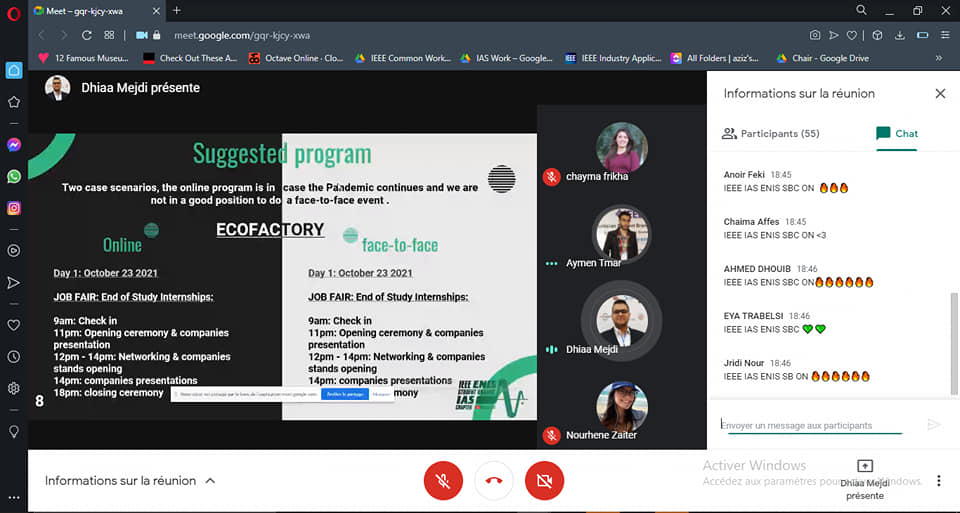 Meet – gqr-kjcy-xwa
meet.google.com/gqr-kjcy-xwa
12 Famous Museu...
Check Out These A...
Octave Online · Clo...
IEEE Common Work...
IAS Work – Google...
IEEE Industry Applic...
All Folders | aziz's...
Chair - Google Drive
»
Dhiaa Mejdi présente
Suggested program
Two case scenarios, the online program is in case the Pandemic continues and we are
not in a good position to do a face-to-face event .
ECOFACTORY
Online
Day 1: October 23 2021
JOB FAIR: End of Study Internships:
9am: Check in
11pm: Opening ceremony & companies
presentation
12pm - 14pm: Networking & companies
stands opening
14pm: companies presentations
18pm: closing ceremony
face-to-face
Day 1: October 23 2021
JOB FAIR: End of Study Internships:
9am: Check in
11pm: Opening ceremony & companies
presentation
12pm - 14pm: Networking & companies
stands opening
14pm: companies presentations
mony
8
IEEE ENIS
STUDENT BRANCH
IAS
CHAPTER
chayma frikha
Aymen Tmar
Dhiaa Mejdi
Nourhene Zaiter
Informations sur la réunion
Participants (55)
Chat
Anoir Feki 18:45
IEEE IAS ENIS SBC ON 🔥🔥🔥
Chaima Affes 18:45
IEEE IAS ENIS SBC ON <3
AHMED DHOUIB 18:46
IEEE IAS ENIS SBC ON🔥🔥🔥🔥🔥🔥
EYA TRABELSI 18:46
IEEE IAS ENIS SBC 💚💚
Jridi Nour 18:46
IEEE IAS ENIS SB ON 🔥🔥🔥🔥🔥🔥
Envoyer un message aux participants
Informations sur la réunion
Activer Windows
Accédez aux paramètres pour activer Windows.
Dhiaa Mejdi
présente